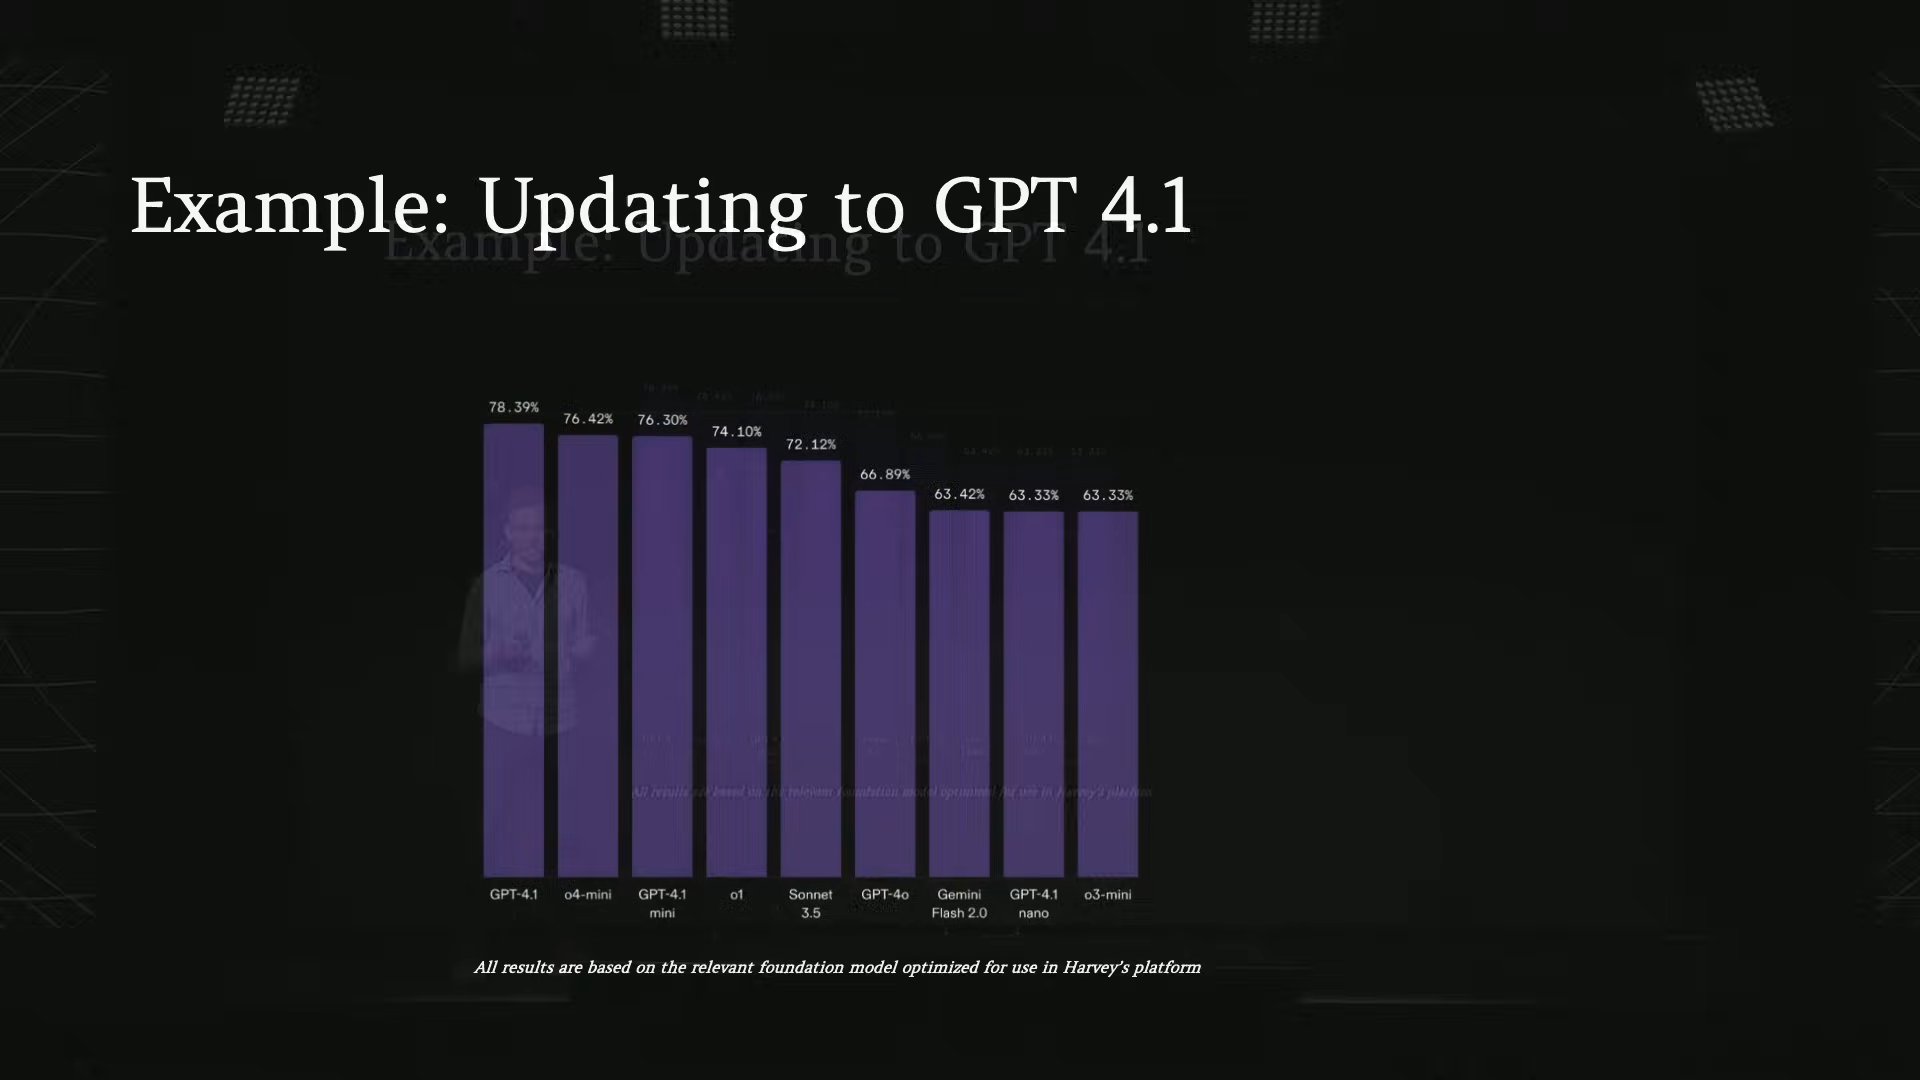 Example: Updating to GPT 4.1
78.39%
76.42%
76.30%
74.10%
72.12%
66.89%
63.42%
63.33%
63.33%
GPT-4.1
o4-mini
GPT-4.1
mini
o1
Sonnet
3.5
GPT-4o
Gemini
Flash 2.0
GPT-4.1
nano
o3-mini
All results are based on the relevant foundation model optimized for use in Harvey's platform